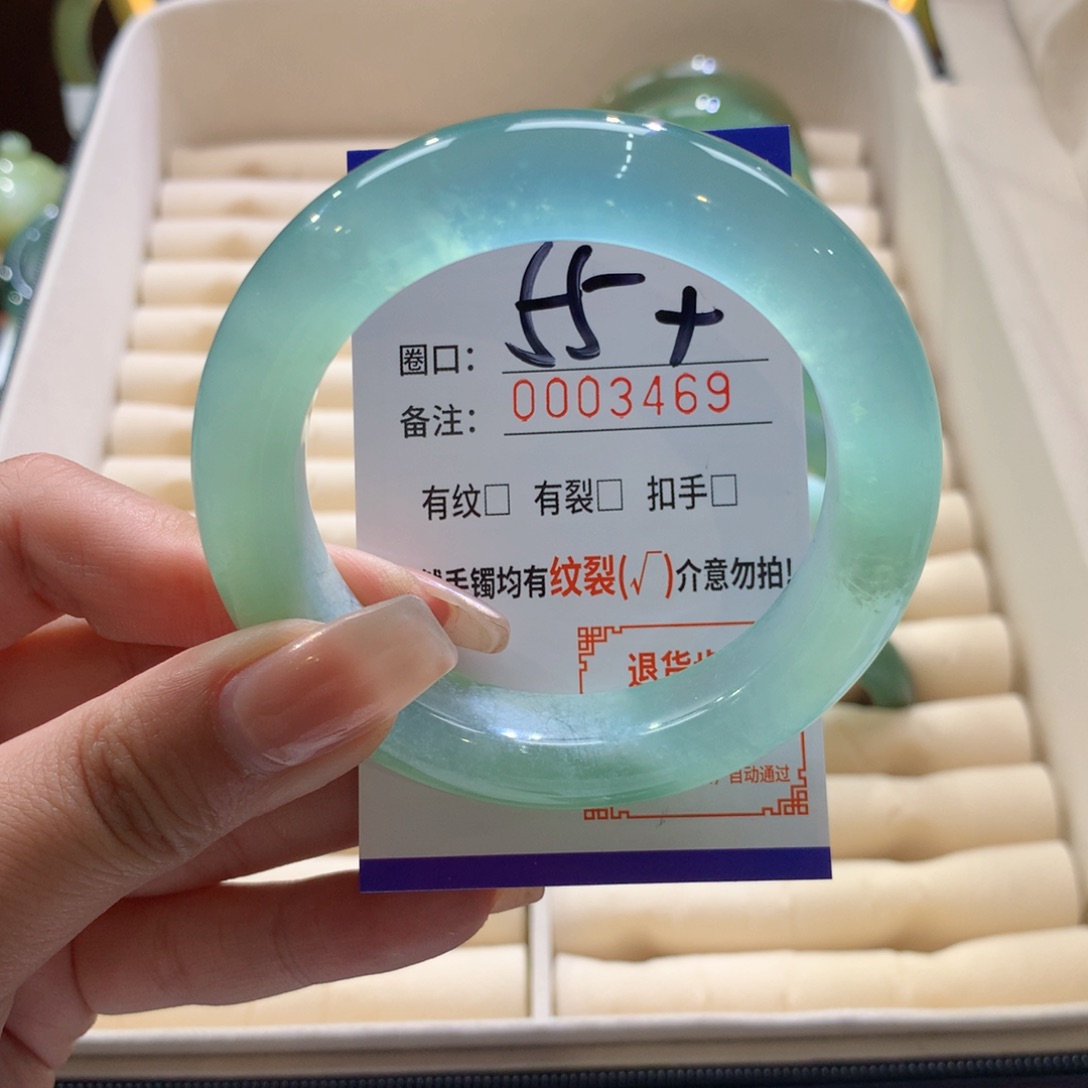 圈口: 55+
备注: 0003469
有纹□ 有裂□ 扣手□
手镯均有纹裂(√)介意勿拍!
退货
自动通过